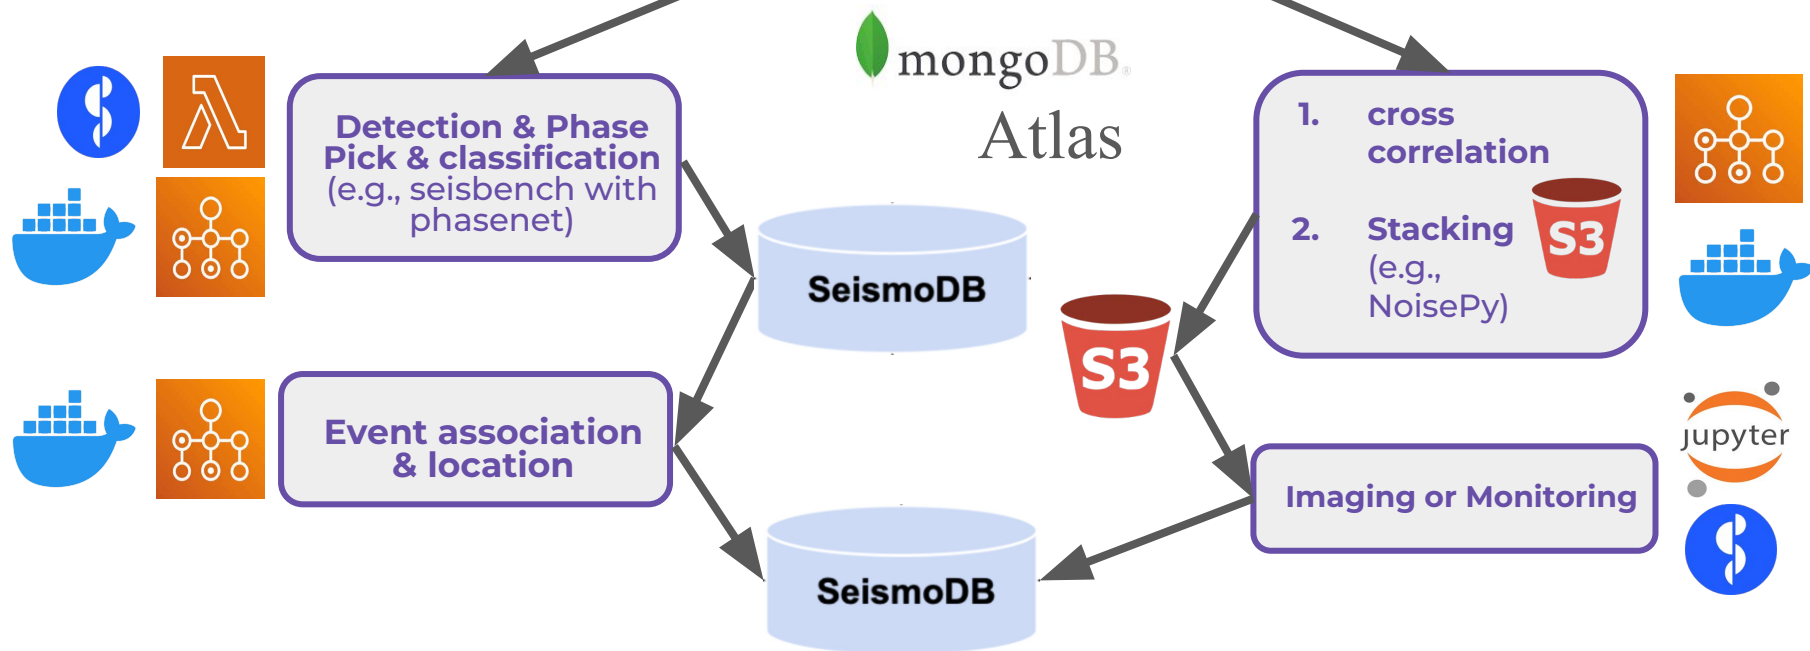 mongoDB®
Atlas
Detection & Phase
Pick & classification
(e.g., seisbench with
phasenet)
1. cross
correlation
2. Stacking
(e.g.,
NoisePy)
S3
SeismoDB
S3
Event association
& location
Imaging or Monitoring
jupyter
SeismoDB